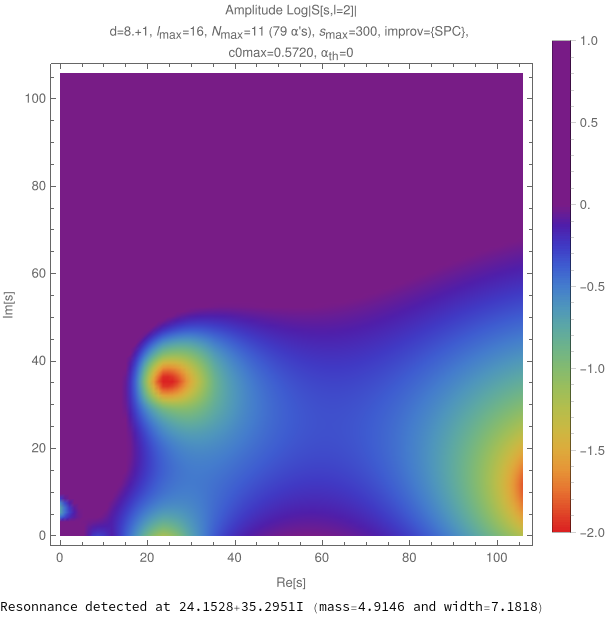 Amplitude Log|S[s,l=2]|
d=8.+1, lmax=16, Nmax=11 (79 α's), smax=300, improv={SPC},
c0max=0.5720, αth=0
100
80
60
40
20
0
Im[s]
0 20 40 60 80 100
Re[s]
1.0
0.5
0.
-0.5
-1.0
-1.5
-2.0
Resonnance detected at 24.1528+35.2951I (mass=4.9146 and width=7.1818)